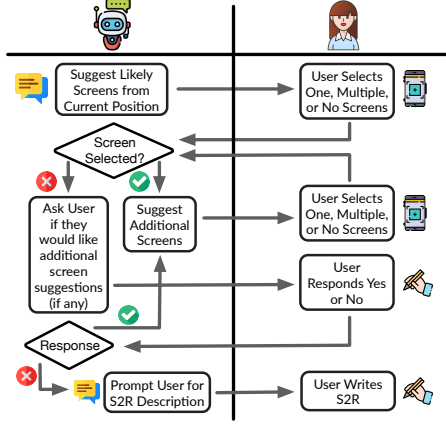 Suggest Likely
Screens from
Current Position
User Selects
One, Multiple,
or No Screens
Screen
Selected?
Ask User
if they
would like
additional
screen
suggestions
(if any)
Suggest
Additional
Screens
User Selects
One, Multiple,
or No Screens
User
Responds Yes
or No
Response
Prompt User for
S2R Description
User Writes
S2R